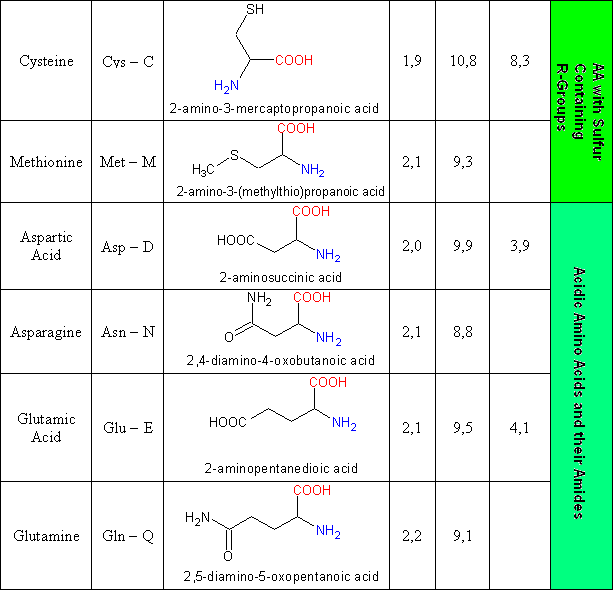 Cysteine
Cys – C
SH
COOH
H2N
2-amino-3-mercaptopropanoic acid
1,9
10,8
8,3
AA with Sulfur
Containing
R-Groups
Methionine
Met – M
COOH
S
H3C
NH2
2-amino-3-(methylthio)propanoic acid
2,1
9,3
Aspartic
Acid
Asp – D
COOH
HOOC
NH2
2-aminosuccinic acid
2,0
9,9
3,9
Acidic Amino Acids and their Amides
Asparagine
Asn – N
NH2
COOH
O
NH2
2,4-diamino-4-oxobutanoic acid
2,1
8,8
Glutamic
Acid
Glu – E
COOH
HOOC
NH2
2-aminopentanedioic acid
2,1
9,5
4,1
Glutamine
Gln – Q
COOH
H2N
NH2
O
2,5-diamino-5-oxopentanoic acid
2,2
9,1